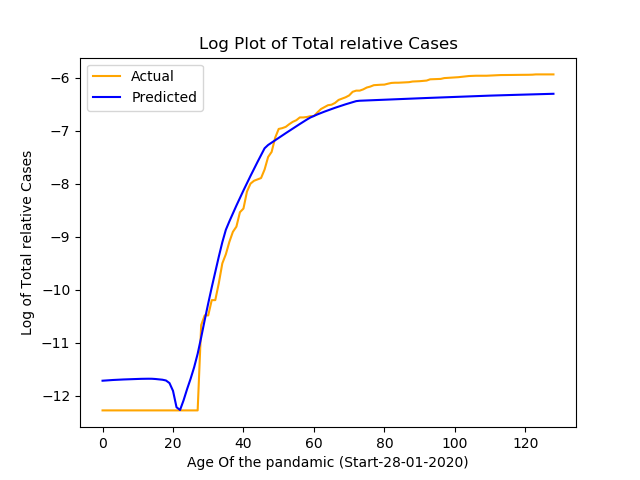 Log Plot of Total relative Cases
Actual
Predicted
Log of Total relative Cases
−6
−7
−8
−9
−10
−11
−12
0 20 40 60 80 100 120
Age Of the pandamic (Start-28-01-2020)